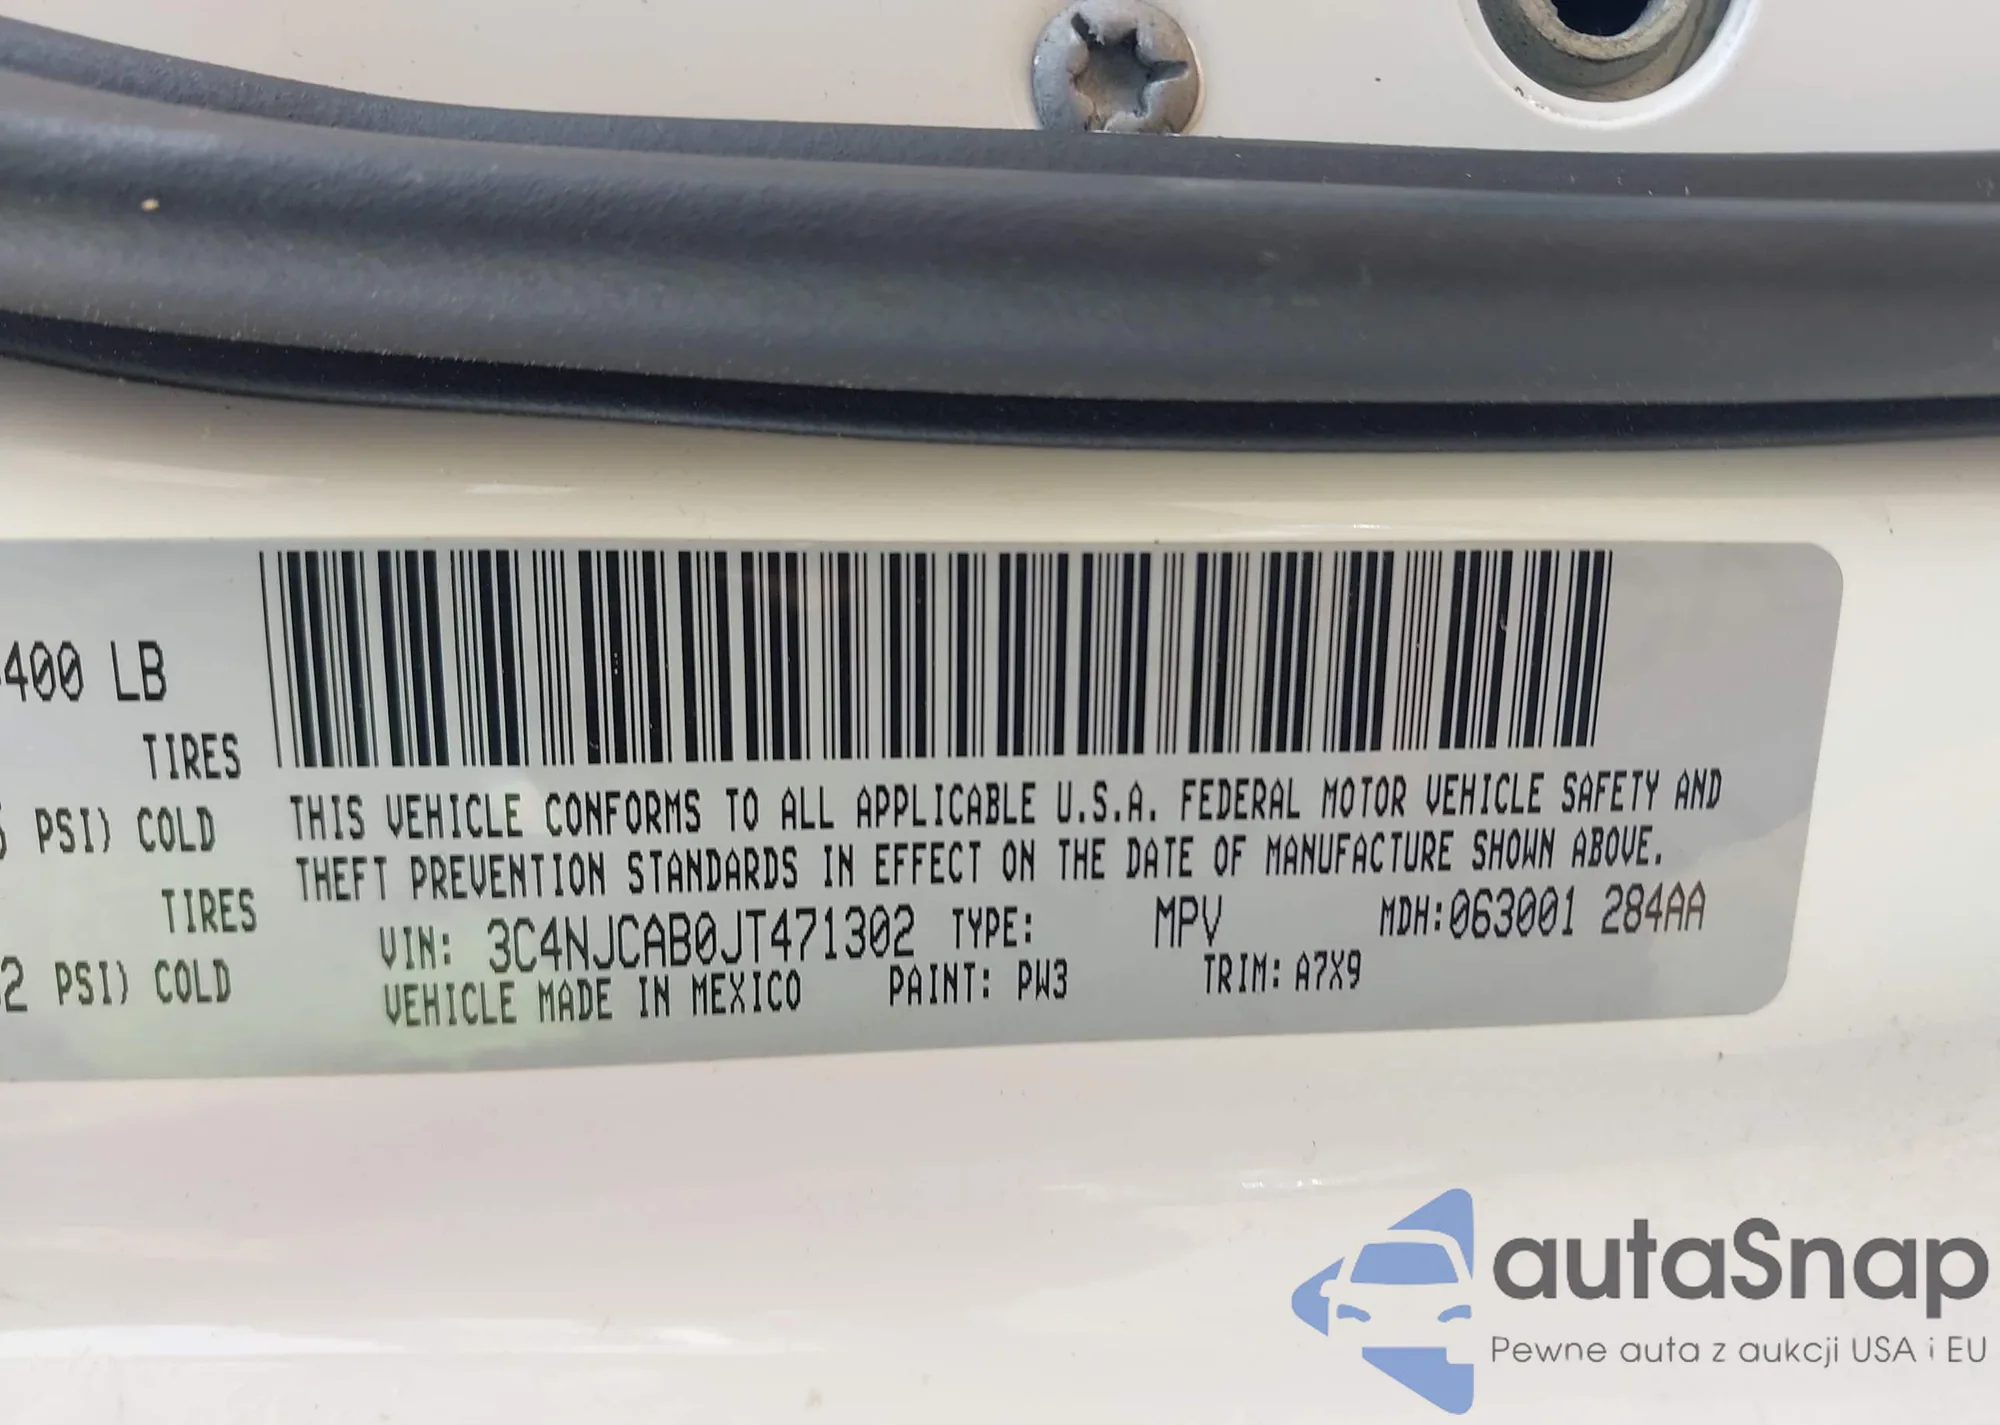 400 LB
TIRES
PSI) COLD
TIRES
2 PSI) COLD
THIS VEHICLE CONFORMS TO ALL APPLICABLE U.S.A. FEDERAL MOTOR VEHICLE SAFETY AND
THEFT PREVENTION STANDARDS IN EFFECT ON THE DATE OF MANUFACTURE SHOWN ABOVE.
VIN: 3C4NJCAB0JT471302 TYPE: MPV MDH:063001 284AA
VEHICLE MADE IN MEXICO PAINT: PW3 TRIM: A7X9
autaSnap
Pewne auta z aukcji USA i EU